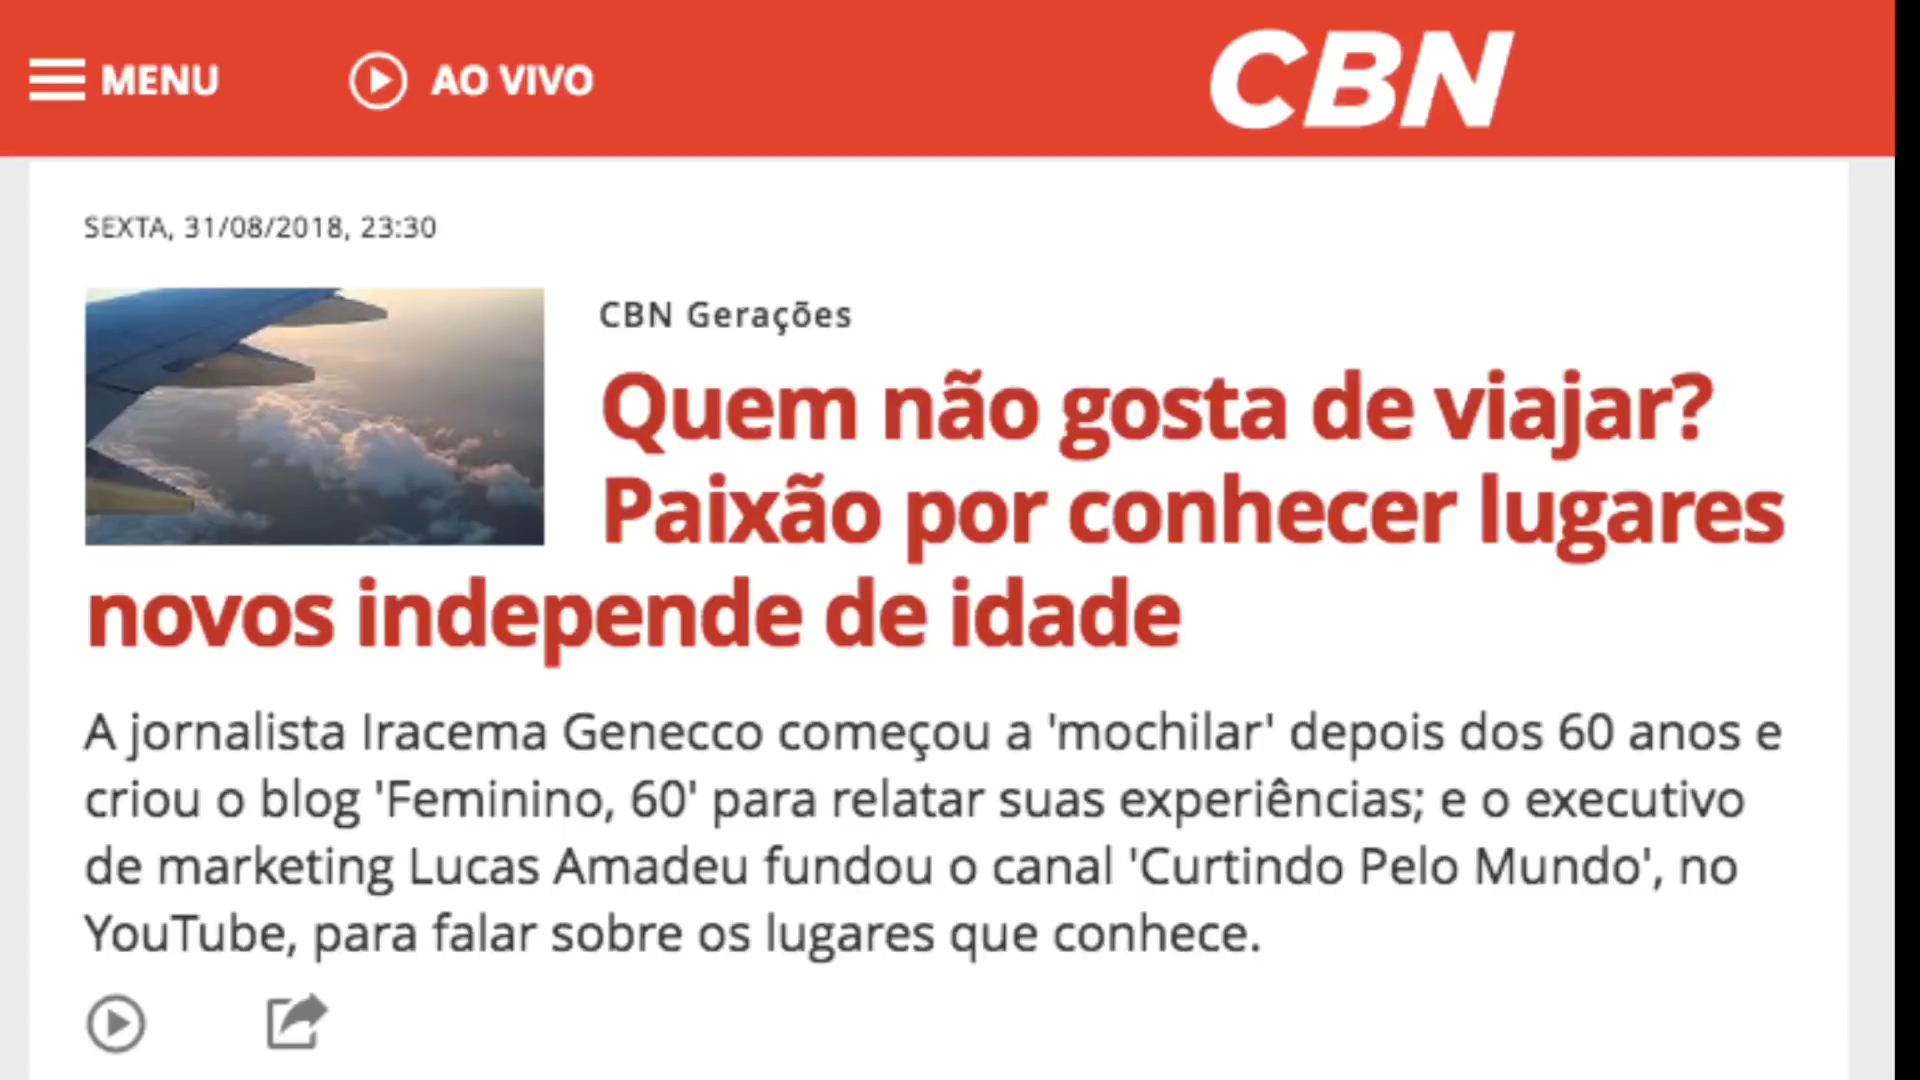 MENU
AO VIVO
CBN
SEXTA, 31/08/2018, 23:30
CBN Gerações
Quem não gosta de viajar?
Paixão por conhecer lugares
novos independe de idade
A jornalista Iracema Genecco começou a 'mochilar' depois dos 60 anos e
criou o blog 'Feminino, 60' para relatar suas experiências; e o executivo
de marketing Lucas Amadeu fundou o canal 'Curtindo Pelo Mundo', no
YouTube, para falar sobre os lugares que conhece.